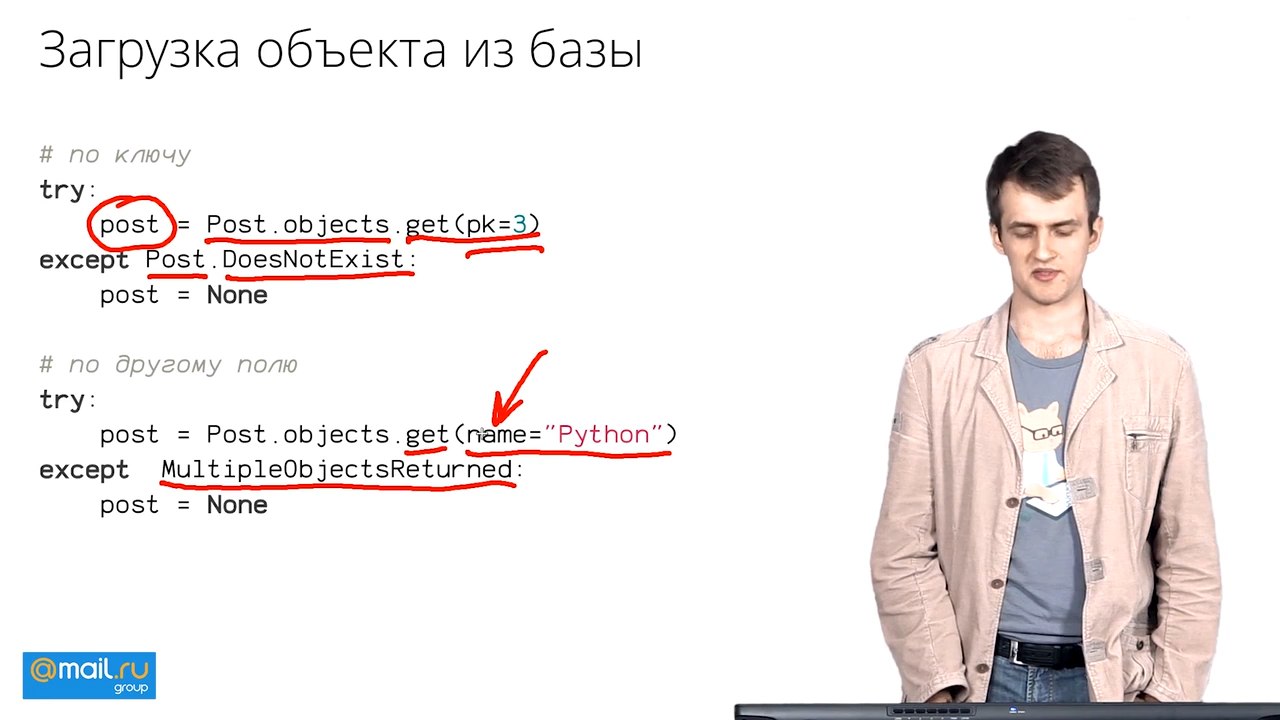 Загрузка объекта из базы
# по ключу
try:
    post = Post.objects.get(pk=3)
except Post.DoesNotExist:
    post = None
# по другому полю
try:
    post = Post.objects.get(name="Python")
except  MultipleObjectsReturned:
    post = None
@mail.ru
group